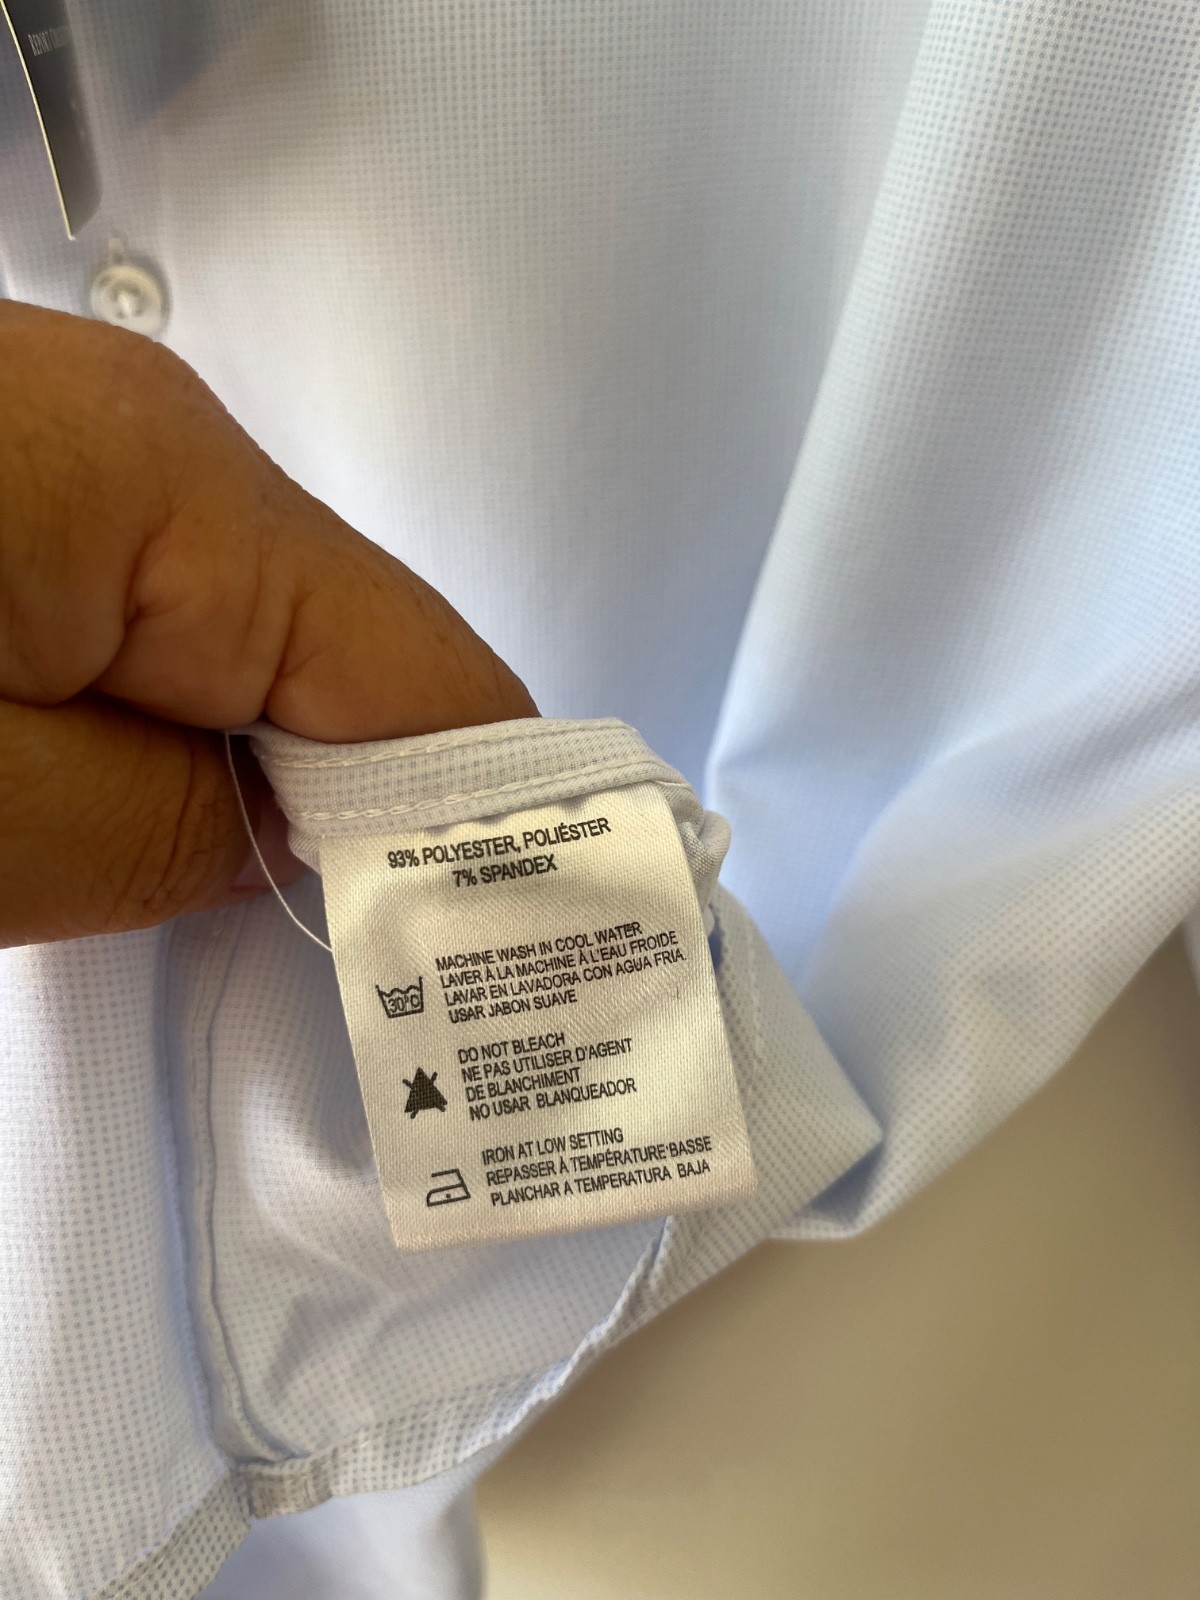 93% POLYESTER, POLIÉSTER
7% SPANDEX
MACHINE WASH IN COOL WATER
LAVER À LA MACHINE À L'EAU FROIDE
LAVAR EN LAVADORA CON AGUA FRIA.
USAR JABON SUAVE
30°C
DO NOT BLEACH
NE PAS UTILISER D'AGENT
DE BLANCHIMENT
NO USAR BLANQUEADOR
IRON AT LOW SETTING
REPASSER À TEMPÉRATURE BASSE
PLANCHAR A TEMPERATURA BAJA